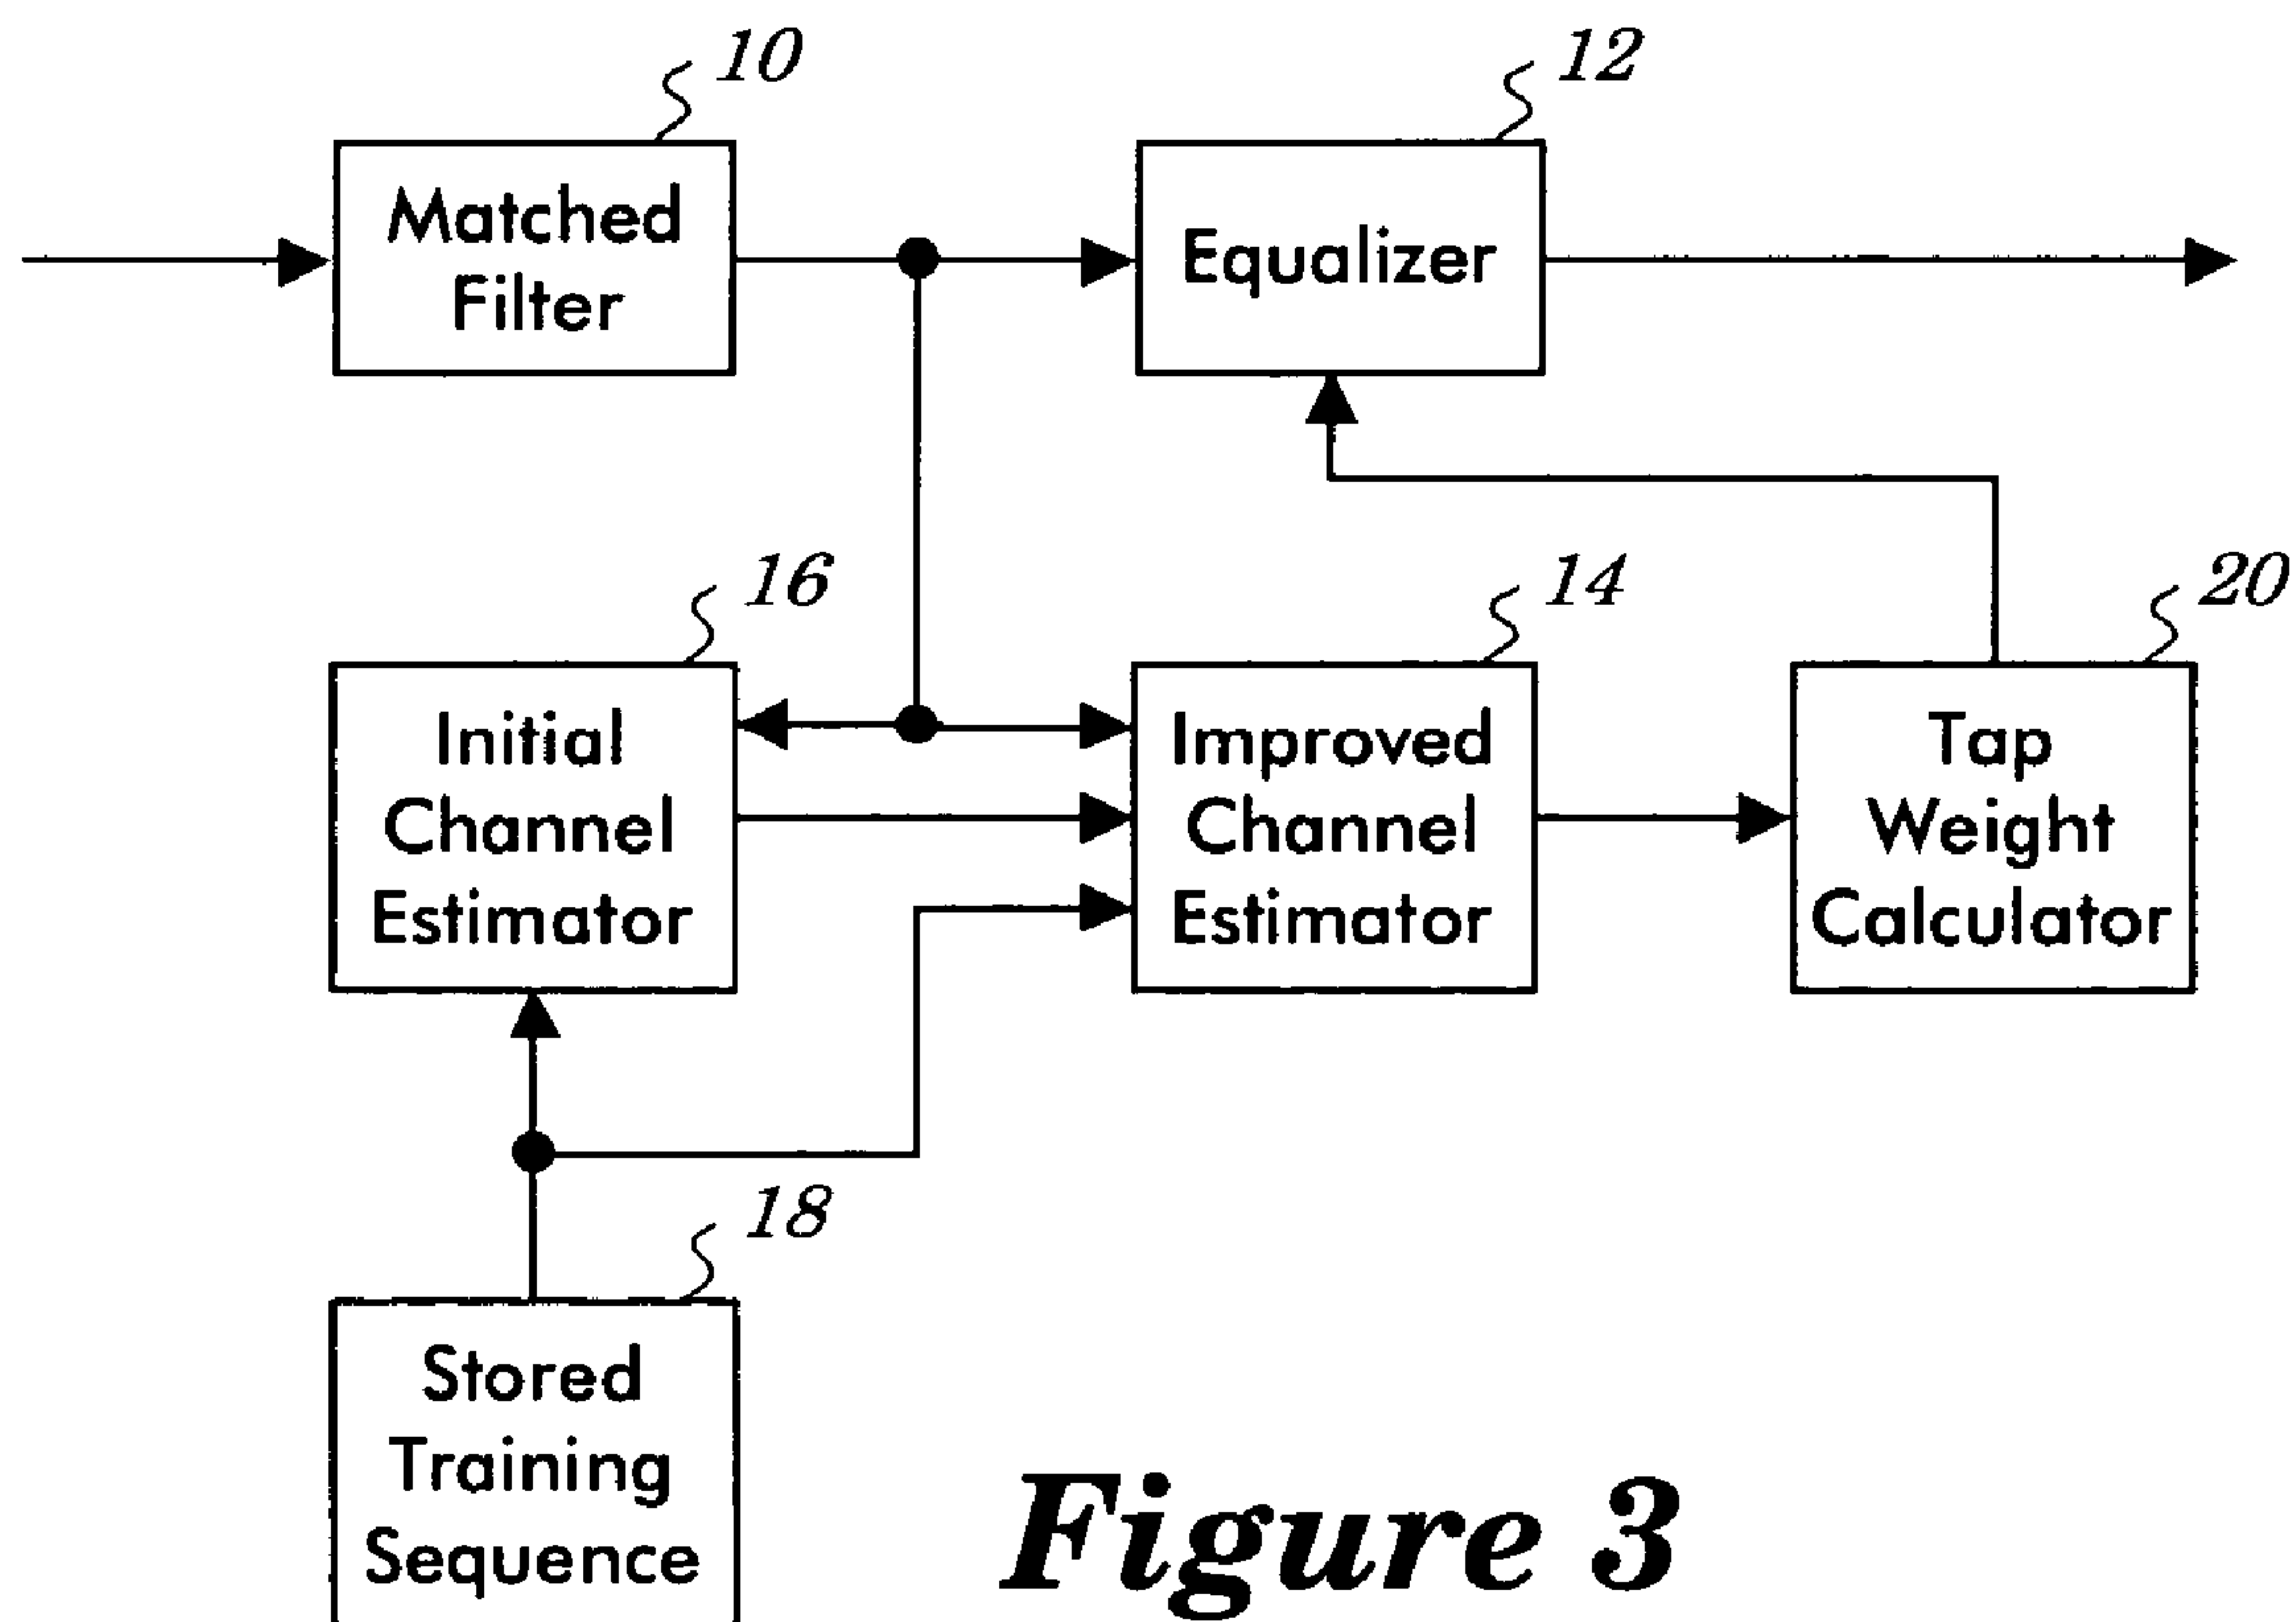 10
12
Matched
Filter
Equalizer
16
14
20
Initial
Channel
Estimator
Improved
Channel
Estimator
Tap
Weight
Calculator
18
Stored
Training
Sequence
Figure 3